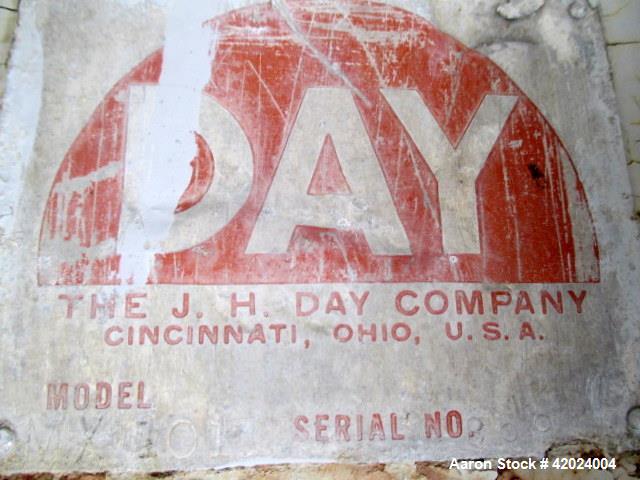 DAY
THE J. H. DAY COMPANY
CINCINNATI, OHIO, U.S.A.
MODEL
SERIAL NO.
Aaron Stock # 42024004